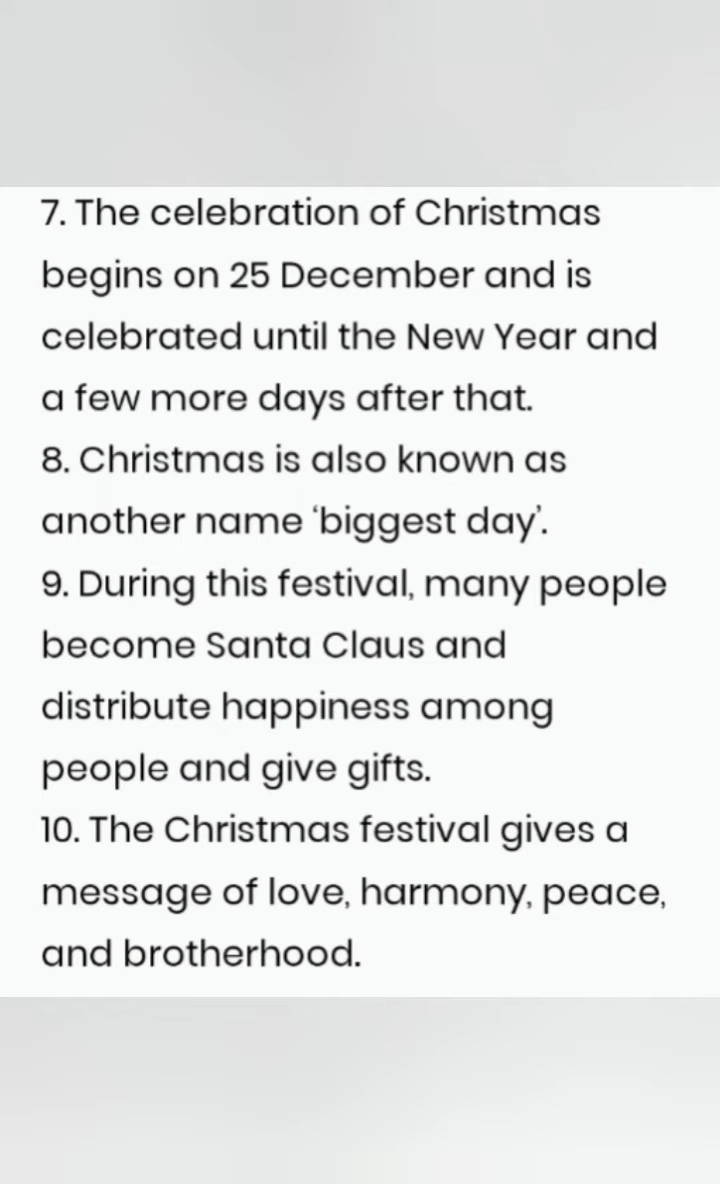 7. The celebration of Christmas
begins on 25 December and is
celebrated until the New Year and
a few more days after that.
8. Christmas is also known as
another name ‘biggest day’.
9. During this festival, many people
become Santa Claus and
distribute happiness among
people and give gifts.
10. The Christmas festival gives a
message of love, harmony, peace,
and brotherhood.